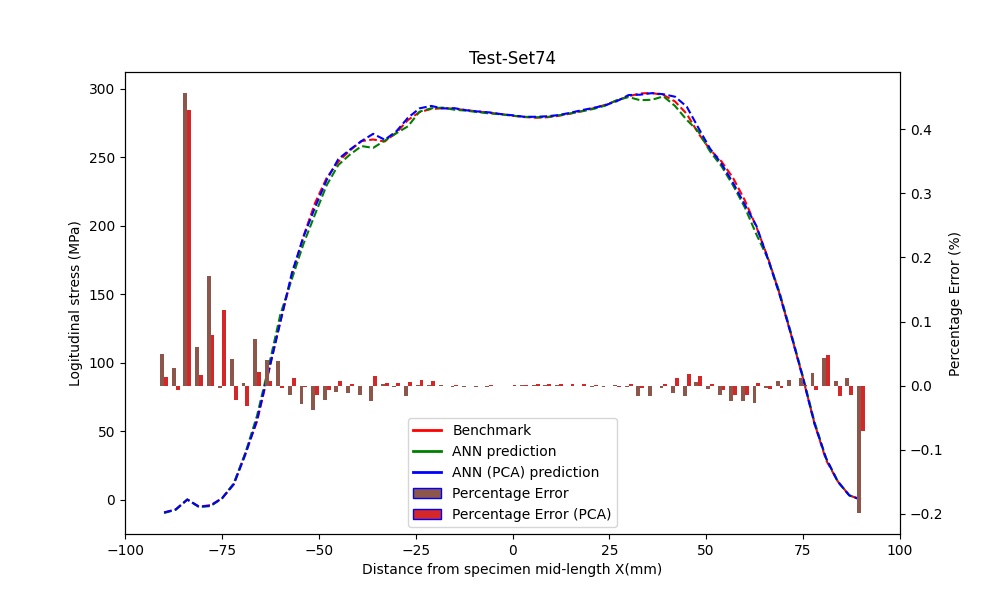 Test-Set74
Logitudinal stress (MPa)
300
250
200
150
100
50
0
0.4
0.3
0.2
0.1
0.0
−0.1
−0.2
Percentage Error (%)
Benchmark
ANN prediction
ANN (PCA) prediction
Percentage Error
Percentage Error (PCA)
−100 −75 −50 −25 0 25 50 75 100
Distance from specimen mid-length X(mm)